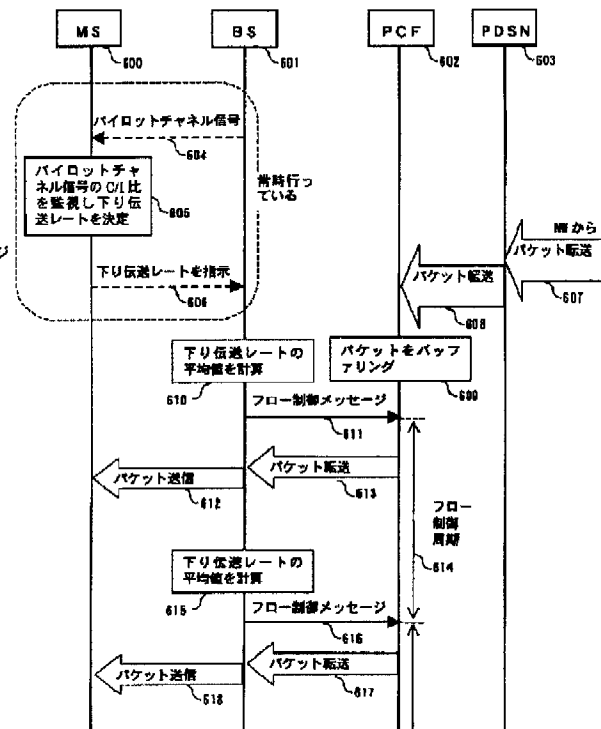 MS
BS
PCF
PDSN
600
601
602
603
パイロットチャネル信号
604
パイロットチャ
ネル信号の C/I 比
を監視し下り伝
送レートを決定
605
常時行っ
ている
ジ
下り伝送レートを指示
606
NWから
パケット転送
607
パケット転送
608
下り伝送レートの
平均値を計算
610
パケットをバッフ
ァリング
609
フロー制御メッセージ
611
パケット転送
613
パケット送信
612
フロー
制御
周期
614
下り伝送レートの
平均値を計算
615
フロー制御メッセージ
616
パケット転送
617
パケット送信
618